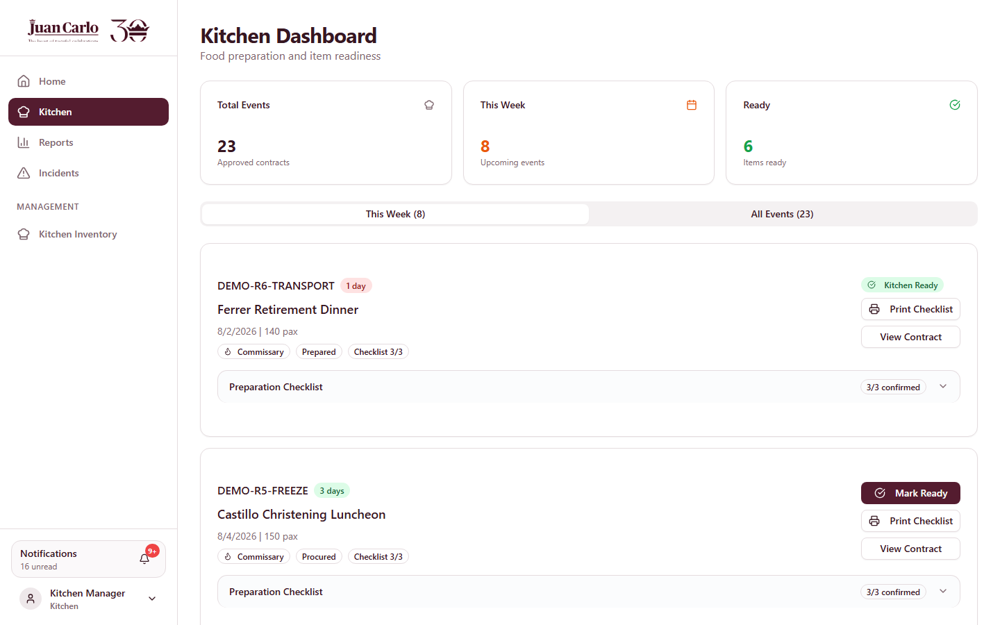 Juan Carlo 30
Home
Kitchen
Reports
Incidents
MANAGEMENT
Kitchen Inventory
Notifications
16 unread
9+
Kitchen Manager
Kitchen
Kitchen Dashboard
Food preparation and item readiness
Total Events
23
Approved contracts
This Week
8
Upcoming events
Ready
6
Items ready
This Week (8)
All Events (23)
DEMO-R6-TRANSPORT 1 day
Ferrer Retirement Dinner
8/2/2026 | 140 pax
Commissary Prepared Checklist 3/3
Kitchen Ready
Print Checklist
View Contract
Preparation Checklist 3/3 confirmed
DEMO-R5-FREEZE 3 days
Castillo Christening Luncheon
8/4/2026 | 150 pax
Commissary Procured Checklist 3/3
Mark Ready
Print Checklist
View Contract
Preparation Checklist 3/3 confirmed